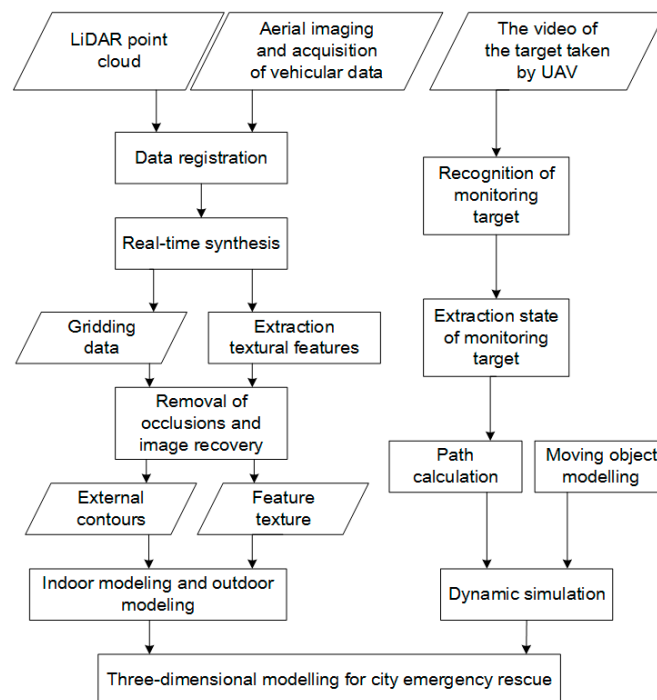 LiDAR point
cloud
Aerial imaging
and acquisition
of vehicular data
The video of
the target taken
by UAV
Data registration
Recognition of
monitoring
target
Real-time synthesis
Gridding
data
Extraction
textural features
Extraction state
of monitoring
target
Removal of
occlusions and
image recovery
Path
calculation
Moving object
modelling
External
contours
Feature
texture
Indoor modeling and outdoor
modeling
Dynamic simulation
Three-dimensional modelling for city emergency rescue